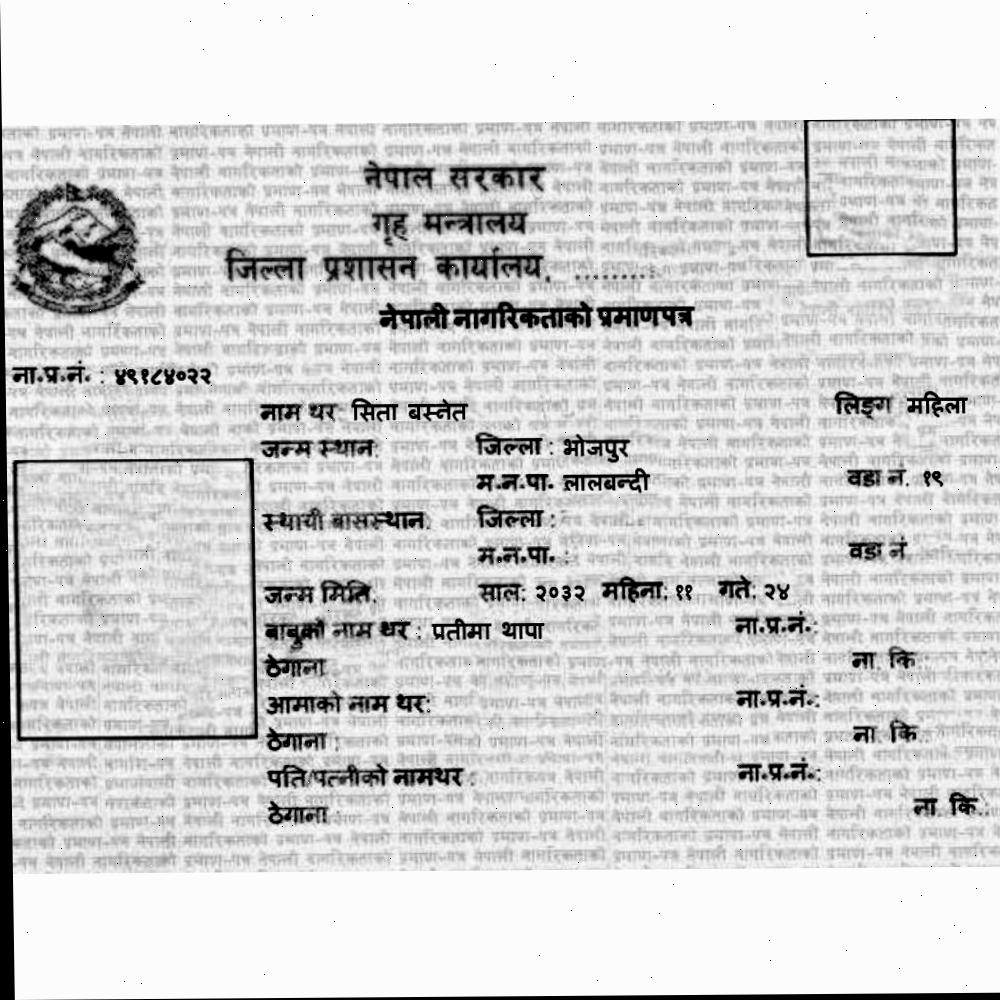 नेपाल सरकार
गृह मन्त्रालय
जिल्ला प्रशासन कार्यालय, .........
नेपाली नागरिकताको प्रमाणपत्र
ना.प्र.नं. : ४९१८४०२२
नाम थर: सिता बस्नेत लिङ्ग महिला
जन्म स्थान: जिल्ला : भोजपुर
म.न.पा. लालबन्दी वडा नं. १९
स्थायी बासस्थान: जिल्ला :
म.न.पा. : वडा नं
जन्म मिति: साल: २०३२ महिना: ११ गते: २४
बाबुको नाम थर : प्रतीमा थापा ना.प्र.नं.:
ठेगाना ना. कि.:
आमाको नाम थर: ना.प्र.नं.:
ठेगाना : ना. कि.
पति/पत्नीको नामथर : ना.प्र.नं.:
ठेगाना : ना. कि.: